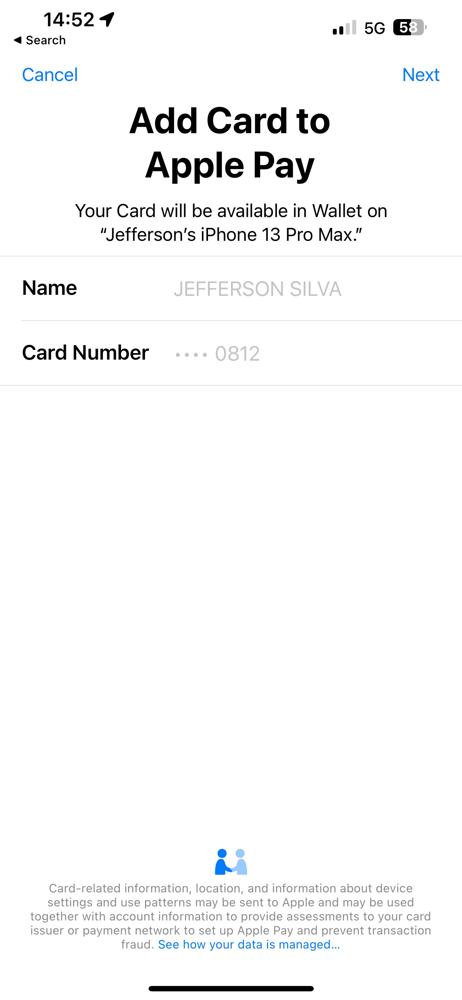 14:52
5G 58
◀ Search
Cancel
Next
Add Card to
Apple Pay
Your Card will be available in Wallet on
“Jefferson’s iPhone 13 Pro Max.”
Name JEFFERSON SILVA
Card Number •••• 0812
Card-related information, location, and information about device
settings and use patterns may be sent to Apple and may be used
together with account information to provide assessments to your card
issuer or payment network to set up Apple Pay and prevent transaction
fraud. See how your data is managed...